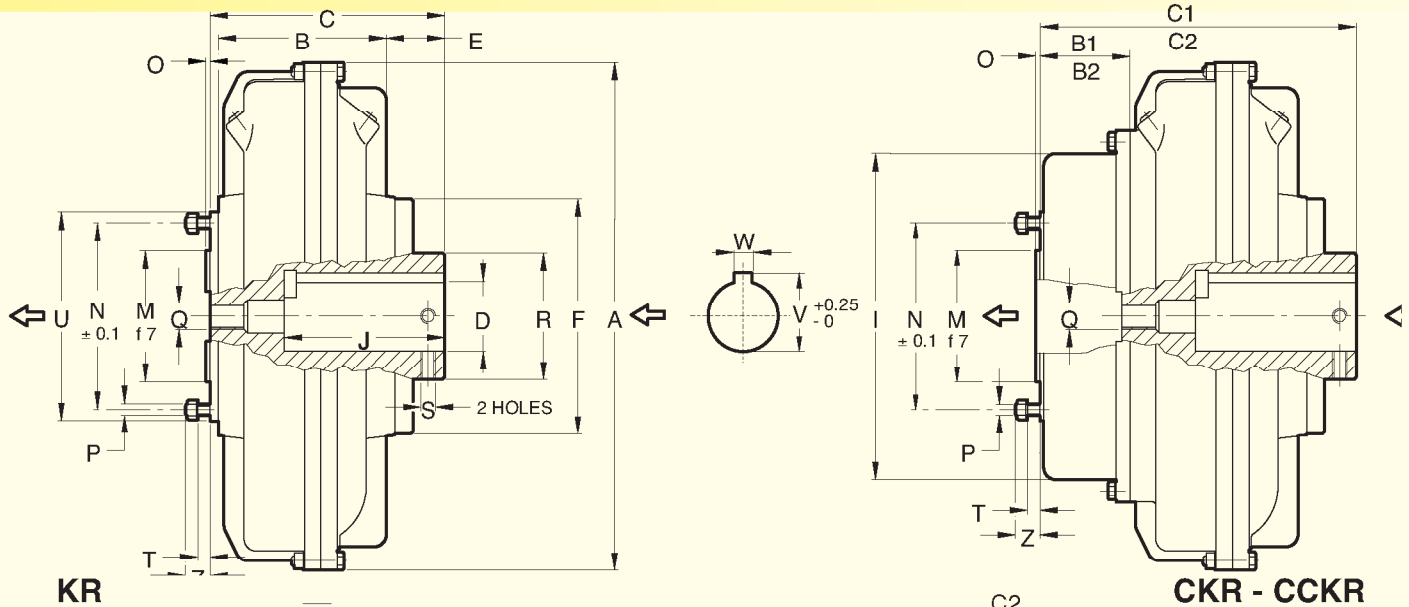 C
B
E
O
U
N
± 0.1
M
f 7
Q
J
D
R
F
A
S
2 HOLES
P
T
Z
KR
W
V
+0.25
- 0
C1
C2
B1
B2
O
I
N
± 0.1
M
f 7
Q
P
T
Z
C2
CKR - CCKR